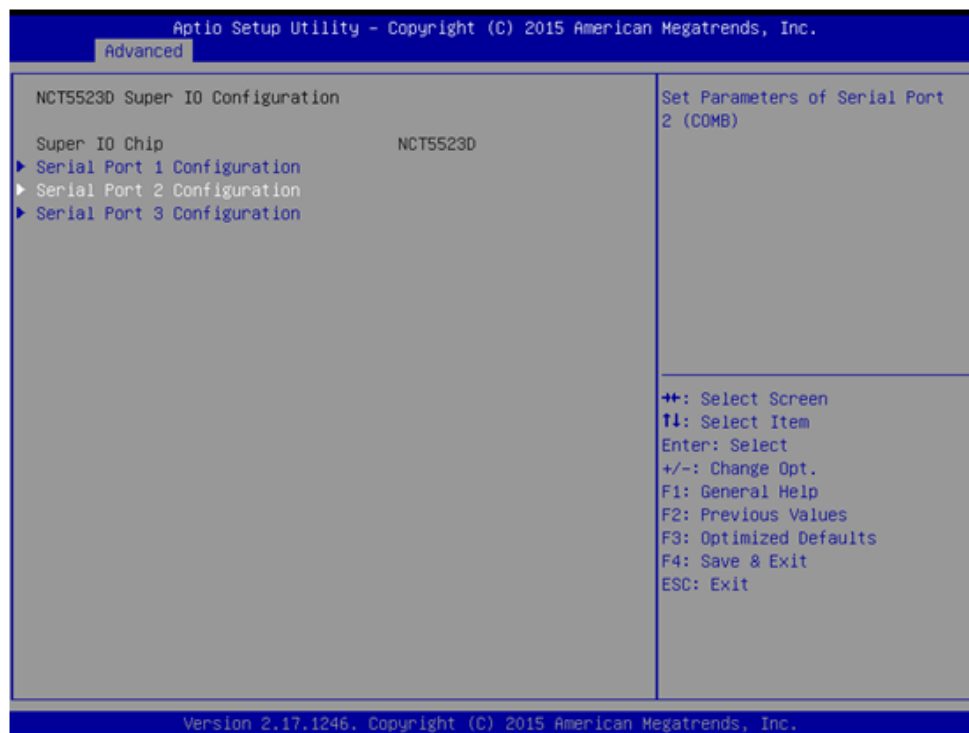 Aptio Setup Utility – Copyright (C) 2015 American Megatrends, Inc.
Advanced
NCT5523D Super IO Configuration
Super IO Chip NCT5523D
Serial Port 1 Configuration
Serial Port 2 Configuration
Serial Port 3 Configuration
Set Parameters of Serial Port
2 (COMB)
→←: Select Screen
↑↓: Select Item
Enter: Select
+/-: Change Opt.
F1: General Help
F2: Previous Values
F3: Optimized Defaults
F4: Save & Exit
ESC: Exit
Version 2.17.1246. Copyright (C) 2015 American Megatrends, Inc.